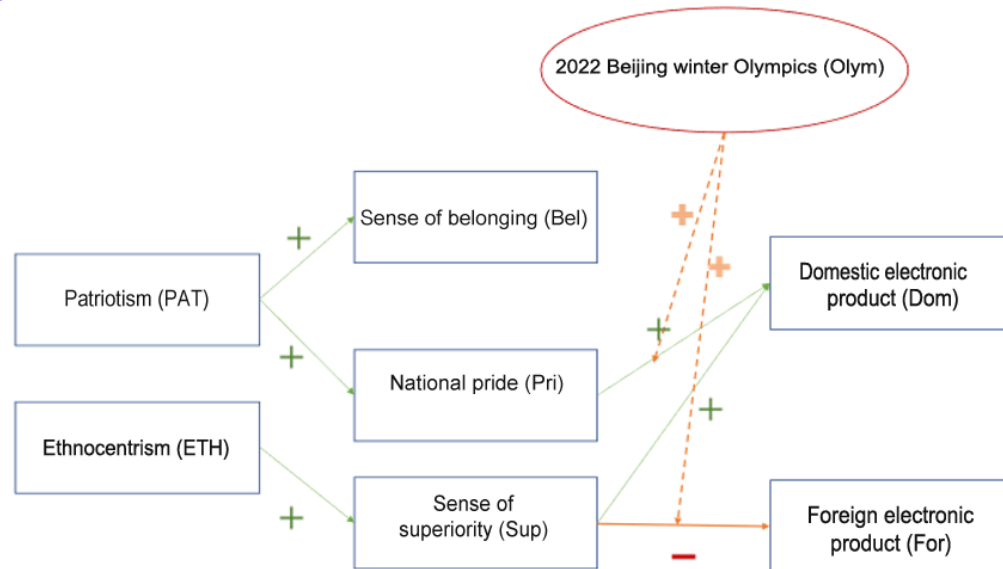 2022 Beijing winter Olympics (Olym)
Sense of belonging (Bel)
Patriotism (PAT)
Domestic electronic
product (Dom)
National pride (Pri)
Ethnocentrism (ETH)
Sense of
superiority (Sup)
Foreign electronic
product (For)